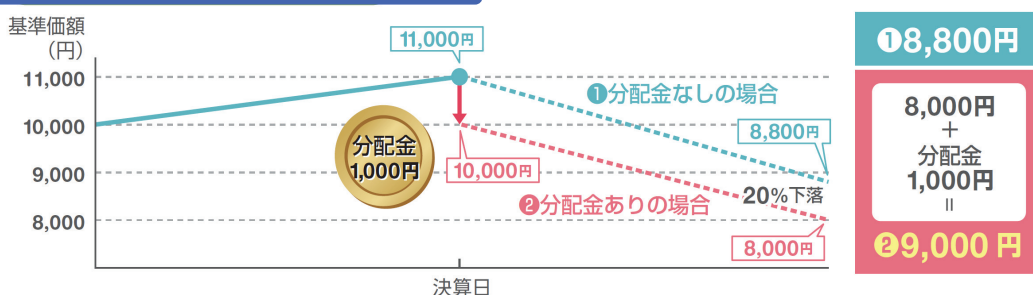 基準価額
（円）
11,000
10,000
9,000
8,000
11,000円
分配金
1,000円
10,000円
❶分配金なしの場合
❷分配金ありの場合
8,800円
20%下落
8,000円
決算日
❶8,800円
8,000円
＋
分配金
1,000円
＝
❷9,000 円